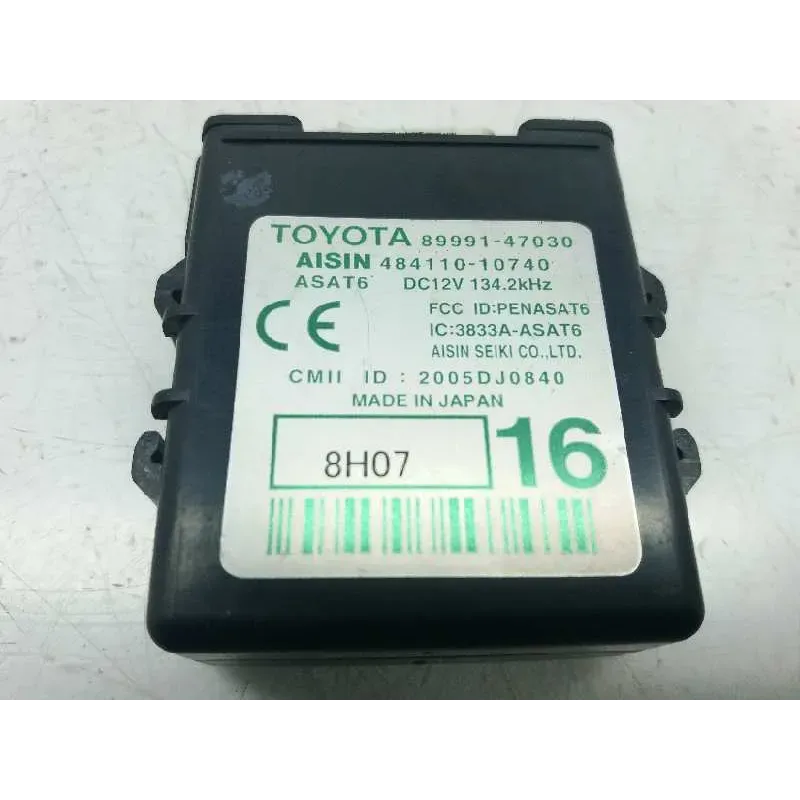 TOYOTA 89991-47030
AISIN 484110-10740
ASAT6 DC12V 134.2kHz
CE
FCC ID:PENASAT6
IC:3833A-ASAT6
AISIN SEIKI CO.,LTD.
CMII ID : 2005DJ0840
MADE IN JAPAN
8H07 16